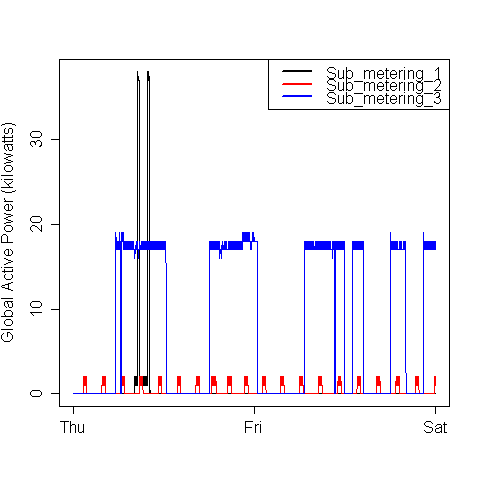 Sub_metering_1
Sub_metering_2
Sub_metering_3
Global Active Power (kilowatts)
30
20
10
0
Thu Fri Sat